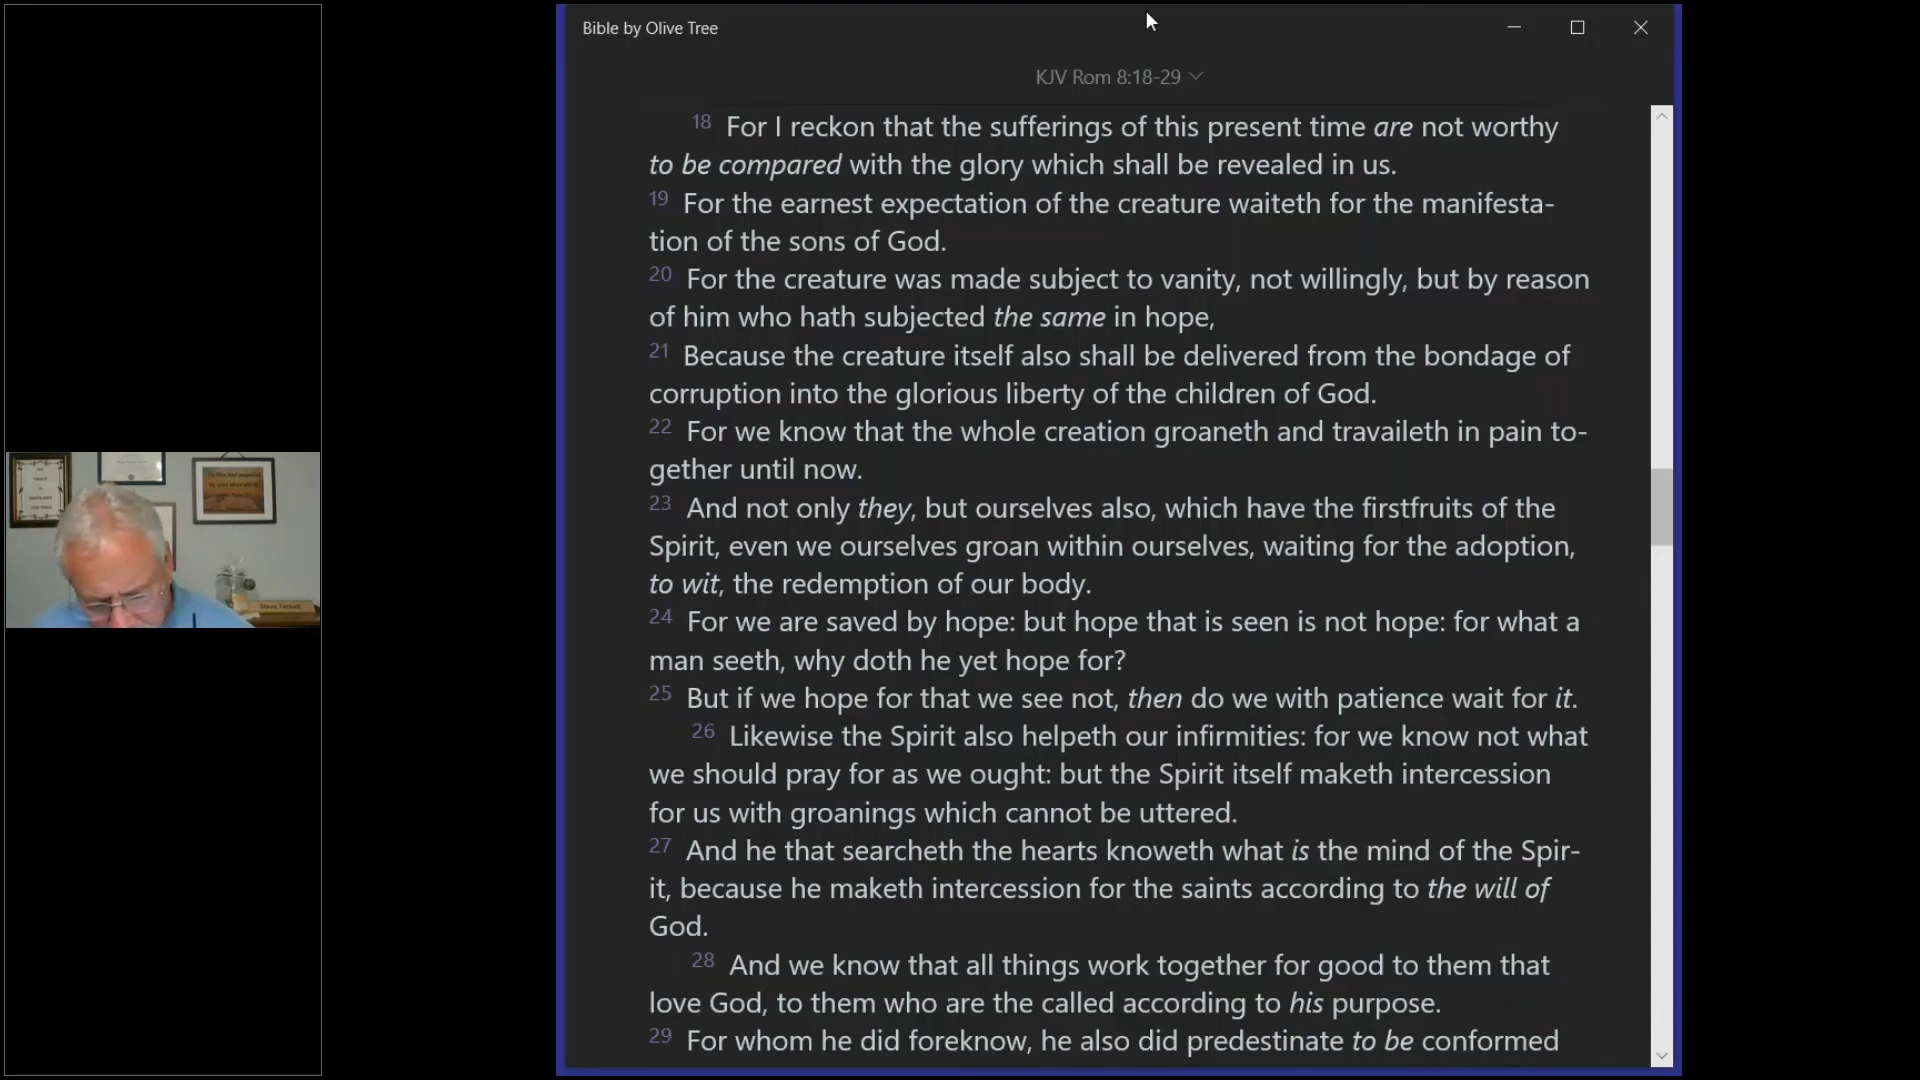 Bible by Olive Tree
KJV Rom 8:18-29
18 For I reckon that the sufferings of this present time are not worthy
to be compared with the glory which shall be revealed in us.
19 For the earnest expectation of the creature waiteth for the manifesta-
tion of the sons of God.
20 For the creature was made subject to vanity, not willingly, but by reason
of him who hath subjected the same in hope,
21 Because the creature itself also shall be delivered from the bondage of
corruption into the glorious liberty of the children of God.
22 For we know that the whole creation groaneth and travaileth in pain to-
gether until now.
23 And not only they, but ourselves also, which have the firstfruits of the
Spirit, even we ourselves groan within ourselves, waiting for the adoption,
to wit, the redemption of our body.
24 For we are saved by hope: but hope that is seen is not hope: for what a
man seeth, why doth he yet hope for?
25 But if we hope for that we see not, then do we with patience wait for it.
26 Likewise the Spirit also helpeth our infirmities: for we know not what
we should pray for as we ought: but the Spirit itself maketh intercession
for us with groanings which cannot be uttered.
27 And he that searcheth the hearts knoweth what is the mind of the Spir-
it, because he maketh intercession for the saints according to the will of
God.
28 And we know that all things work together for good to them that
love God, to them who are the called according to his purpose.
29 For whom he did foreknow, he also did predestinate to be conformed